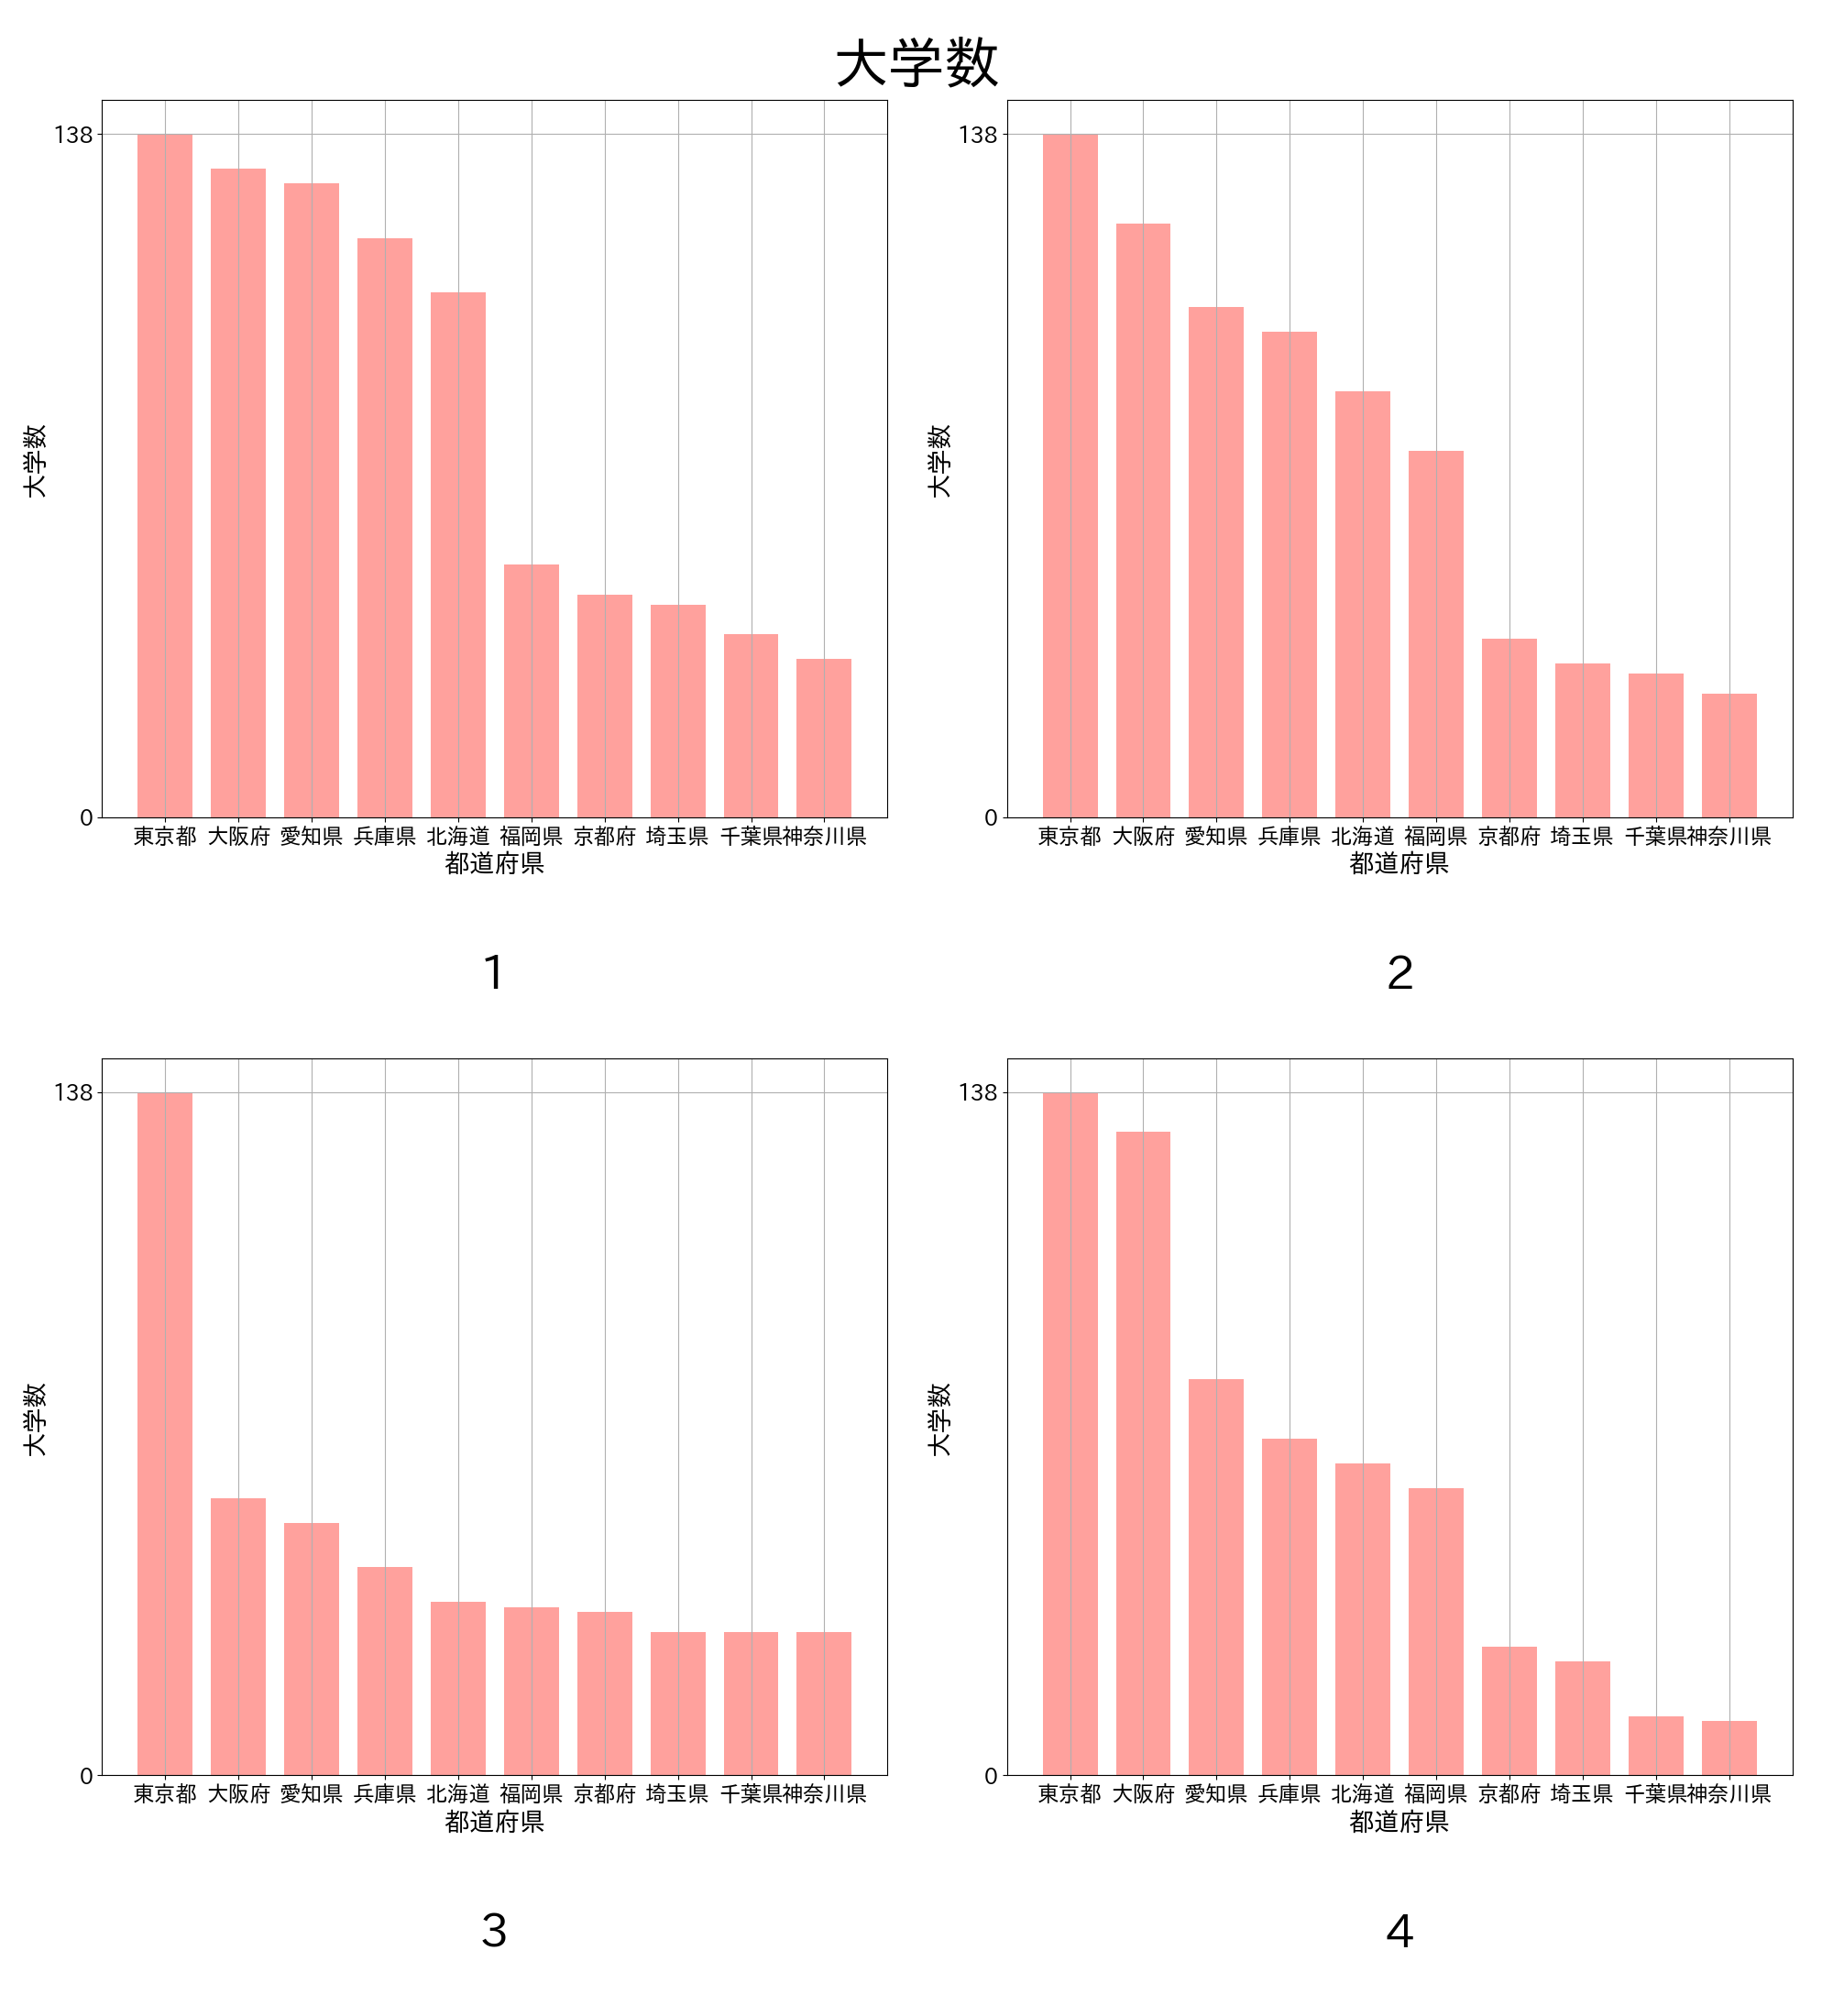 大学数
138
大学数
0
東京都 大阪府 愛知県 兵庫県 北海道 福岡県 京都府 埼玉県 千葉県 神奈川県
都道府県
1
138
大学数
0
東京都 大阪府 愛知県 兵庫県 北海道 福岡県 京都府 埼玉県 千葉県 神奈川県
都道府県
2
138
大学数
0
東京都 大阪府 愛知県 兵庫県 北海道 福岡県 京都府 埼玉県 千葉県 神奈川県
都道府県
3
138
大学数
0
東京都 大阪府 愛知県 兵庫県 北海道 福岡県 京都府 埼玉県 千葉県 神奈川県
都道府県
4